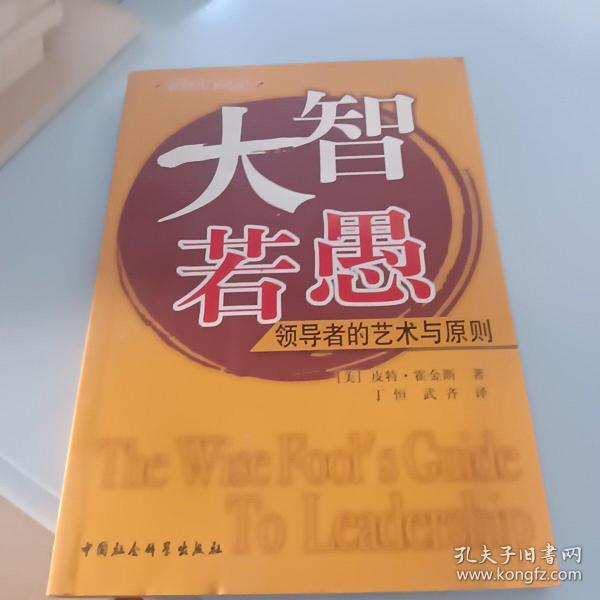 大智
若愚
领导者的艺术与原则
[美] 皮特·霍金斯 著
丁恒 武齐 译
The Wise Fool's Guide
To Leadership
中国社会科学出版社
孔夫子旧书网
www.kongfz.com